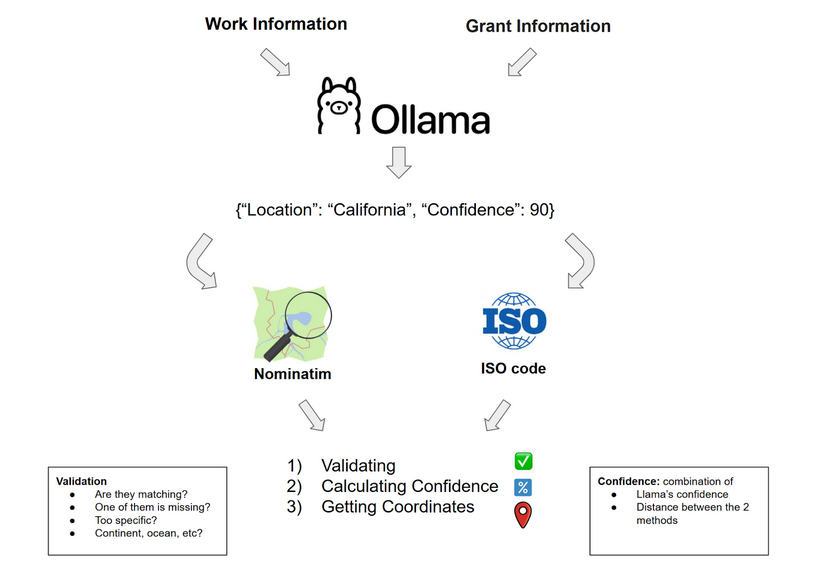 Work Information
Grant Information
Ollama
{“Location”: “California”, “Confidence”: 90}
ISO
Nominatim
ISO code
1) Validating
2) Calculating Confidence
3) Getting Coordinates
%
Validation
● Are they matching?
● One of them is missing?
● Too specific?
● Continent, ocean, etc?
Confidence: combination of
● Llama’s confidence
● Distance between the 2
methods